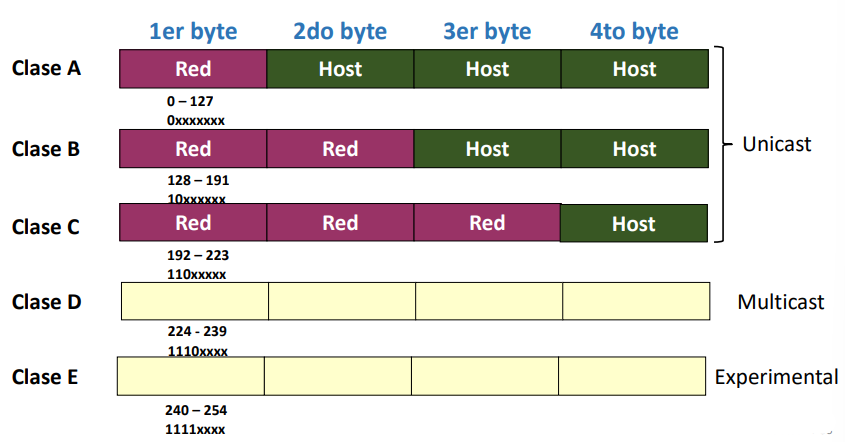 1er byte 2do byte 3er byte 4to byte
Clase A Red Host Host Host
0 – 127
0xxxxxxx
Unicast
Clase B Red Red Host Host
128 – 191
10xxxxxx
Clase C Red Red Red Host
192 – 223
110xxxxx
Clase D Multicast
224 - 239
1110xxxx
Clase E Experimental
240 – 254
1111xxxx